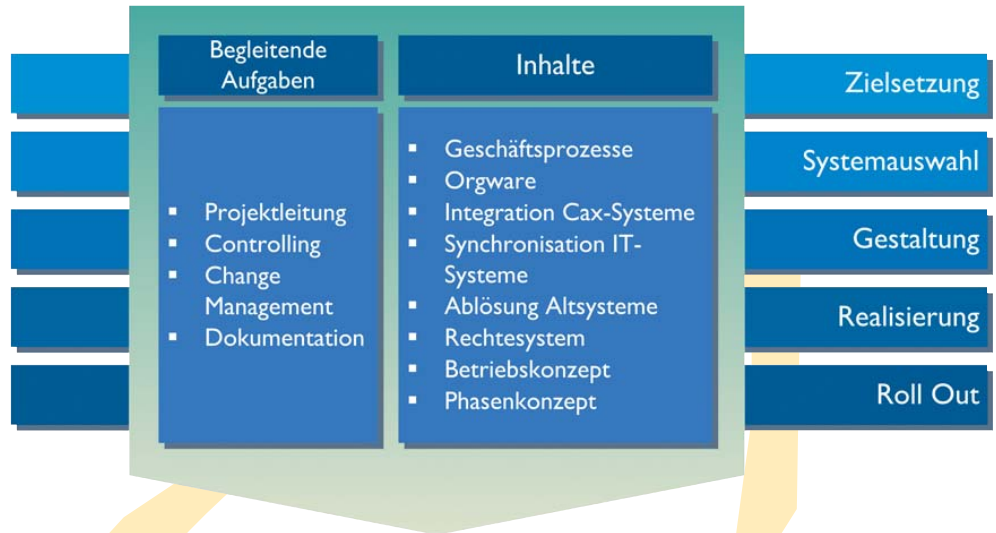 Begleitende
Aufgaben
Inhalte
Projektleitung
Controlling
Change
Management
Dokumentation
Geschäftsprozesse
Orgware
Integration Cax-Systeme
Synchronisation IT-
Systeme
Ablösung Altsysteme
Rechtesystem
Betriebskonzept
Phasenkonzept
Zielsetzung
Systemauswahl
Gestaltung
Realisierung
Roll Out